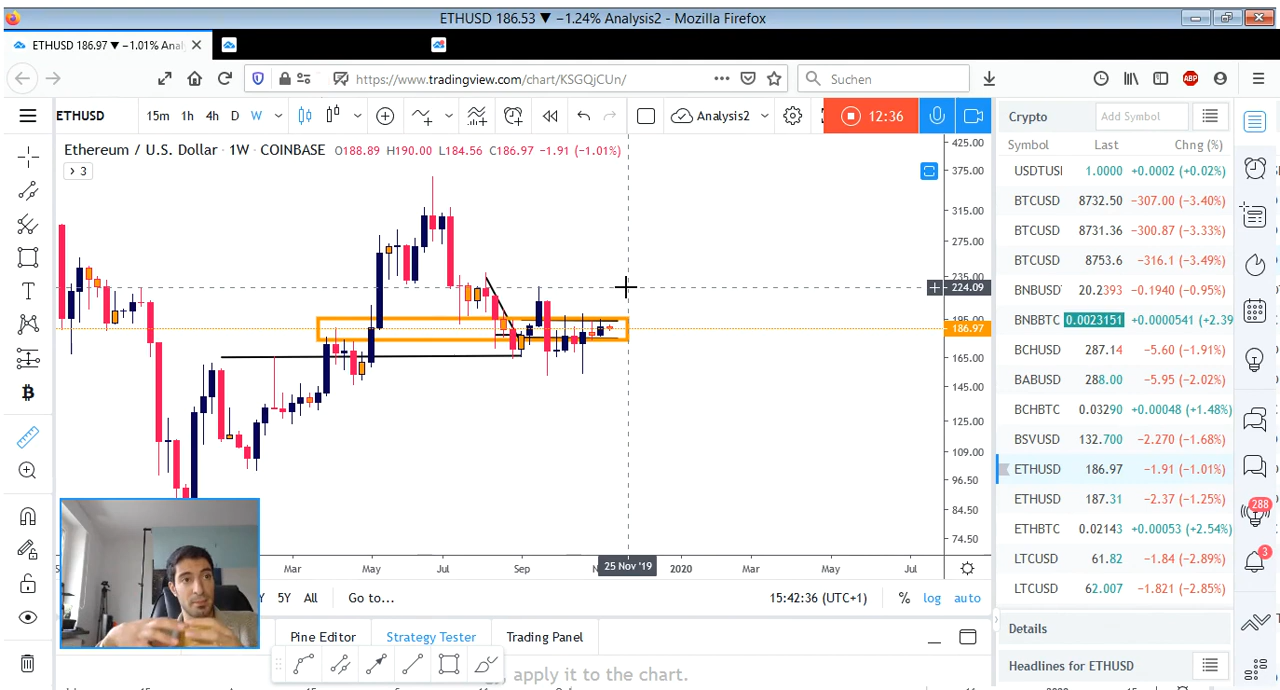 ETHUSD 186.53 ▼ −1.24% Analysis2 - Mozilla Firefox
ETHUSD 186.97 ▼ −1.01% Anal
https://www.tradingview.com/chart/KSGQjCUn/
Suchen
ABP
ETHUSD 15m 1h 4h D W Analysis2 12:36
Ethereum / U.S. Dollar · 1W · COINBASE O188.89 H190.00 L184.56 C186.97 −1.91 (−1.01%)
3
425.00
375.00
315.00
275.00
235.00
224.09
195.00
186.97
165.00
145.00
125.00
109.00
96.50
84.50
74.50
Mar May Jul Sep 25 Nov '19 2020 Mar May Jul
5Y All Go to... 15:42:36 (UTC+1) % log auto
Pine Editor Strategy Tester Trading Panel
apply it to the chart.
Crypto Add Symbol
Symbol Last Chng (%)
USDTUSI 1.0000 +0.0002 (+0.02%)
BTCUSD 8732.50 −307.00 (−3.40%)
BTCUSD 8731.36 −300.87 (−3.33%)
BTCUSD 8753.6 −316.1 (−3.49%)
BNBUSD 20.2393 −0.1940 (−0.95%)
BNBBTC 0.0023151 +0.0000541 (+2.39
BCHUSD 287.14 −5.60 (−1.91%)
BABUSD 288.00 −5.95 (−2.02%)
BCHBTC 0.03290 +0.00048 (+1.48%)
BSVUSD 132.700 −2.270 (−1.68%)
ETHUSD 186.97 −1.91 (−1.01%)
ETHUSD 187.31 −2.37 (−1.25%)
ETHBTC 0.02143 +0.00053 (+2.54%)
LTCUSD 61.82 −1.84 (−2.89%)
LTCUSD 62.007 −1.821 (−2.85%)
Details
Headlines for ETHUSD
288
3